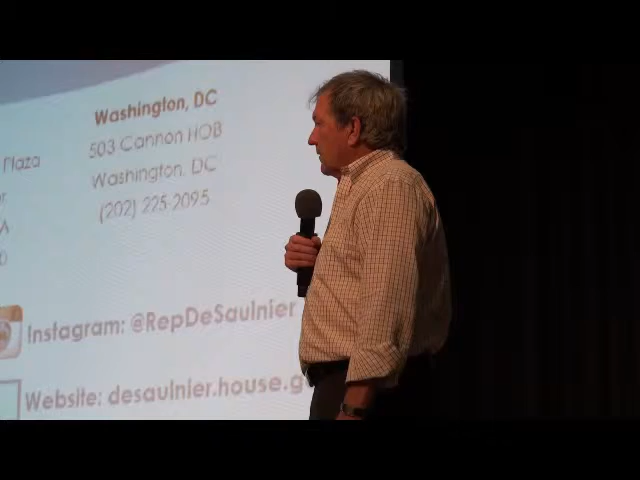 Washington, DC
503 Cannon HOB
Washington, DC
(202) 225-2095
Plaza
Instagram: @RepDeSaulnier
Website: desaulnier.house.g